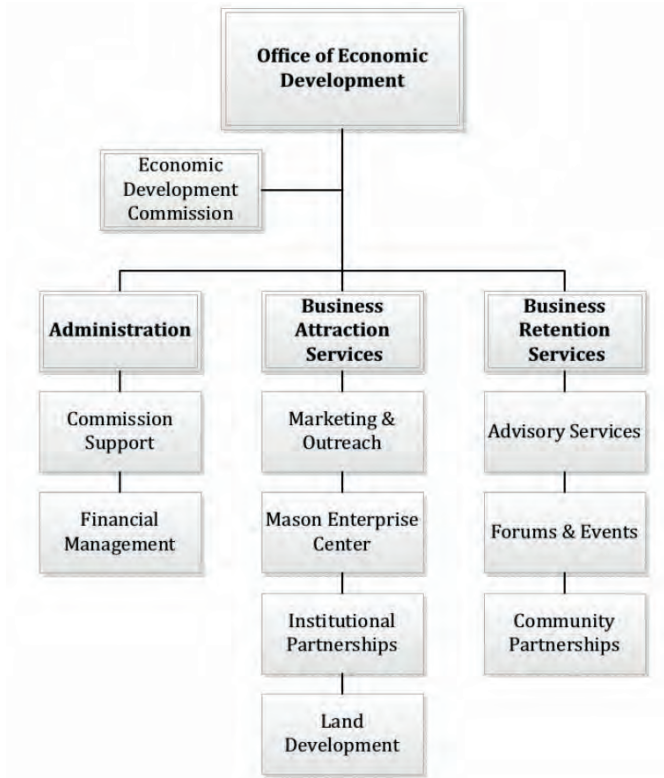 Office of Economic
Development
Economic
Development
Commission
Administration
Business
Attraction
Services
Business
Retention
Services
Commission
Support
Marketing &
Outreach
Advisory Services
Financial
Management
Mason Enterprise
Center
Forums & Events
Institutional
Partnerships
Community
Partnerships
Land
Development